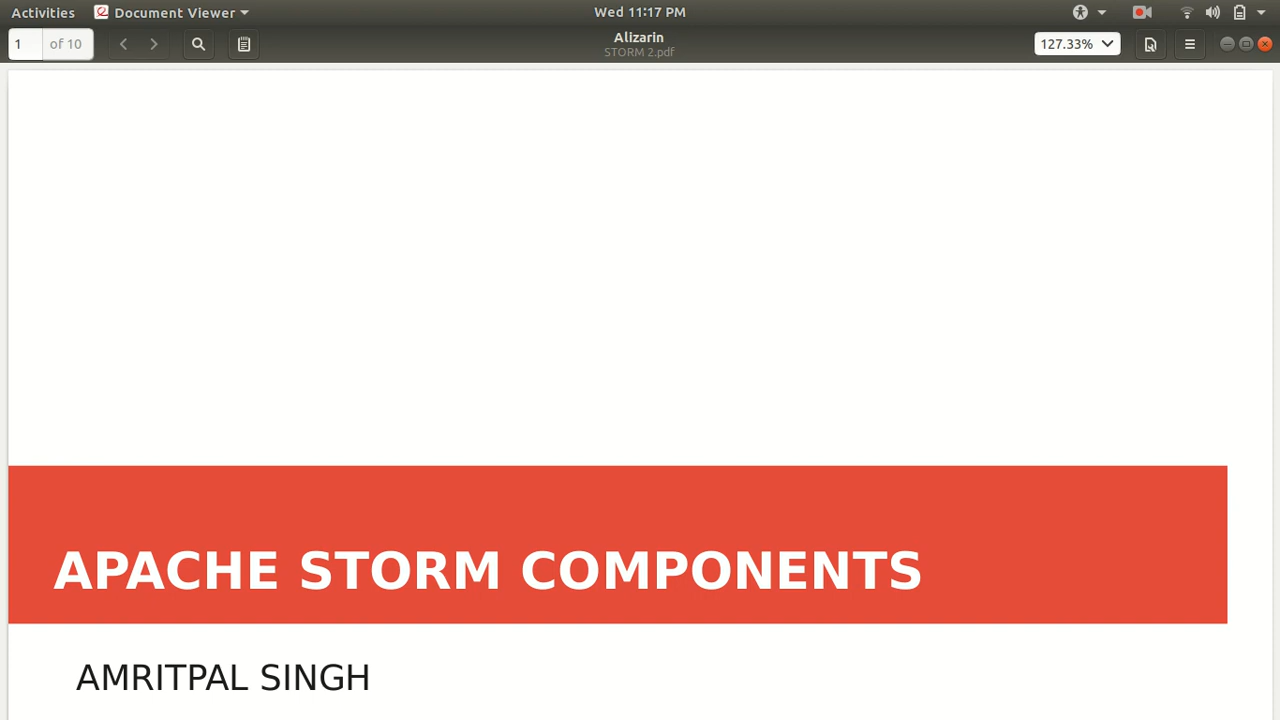 Activities Document Viewer Wed 11:17 PM
1 of 10 Alizarin 127.33%
STORM 2.pdf
APACHE STORM COMPONENTS
AMRITPAL SINGH